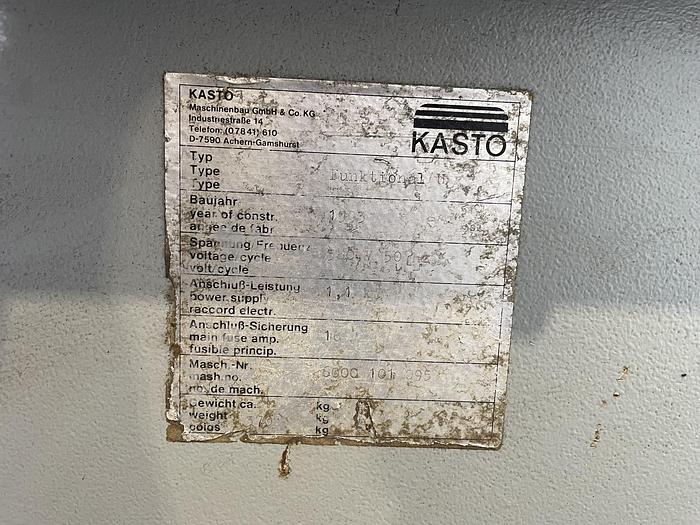 KASTO
Maschinenbau GmbH & Co. KG
Industriestraße 14
Telefon: (07841) 610
D-7590 Achern-Gamshurst
KASTO
Typ
Type
Type
Funktional U
Baujahr
year of constr.
année de fabr.
Spannung/Frequenz
voltage/cycle
volt/cycle
Anschluß-Leistung
power supply
raccord electr.
1,1
Anschluß-Sicherung
main fuse amp.
fusible princip.
16
Masch.-Nr.
mash.no.
no. de mach.
Gewicht ca. kg
weight kg
poids kg